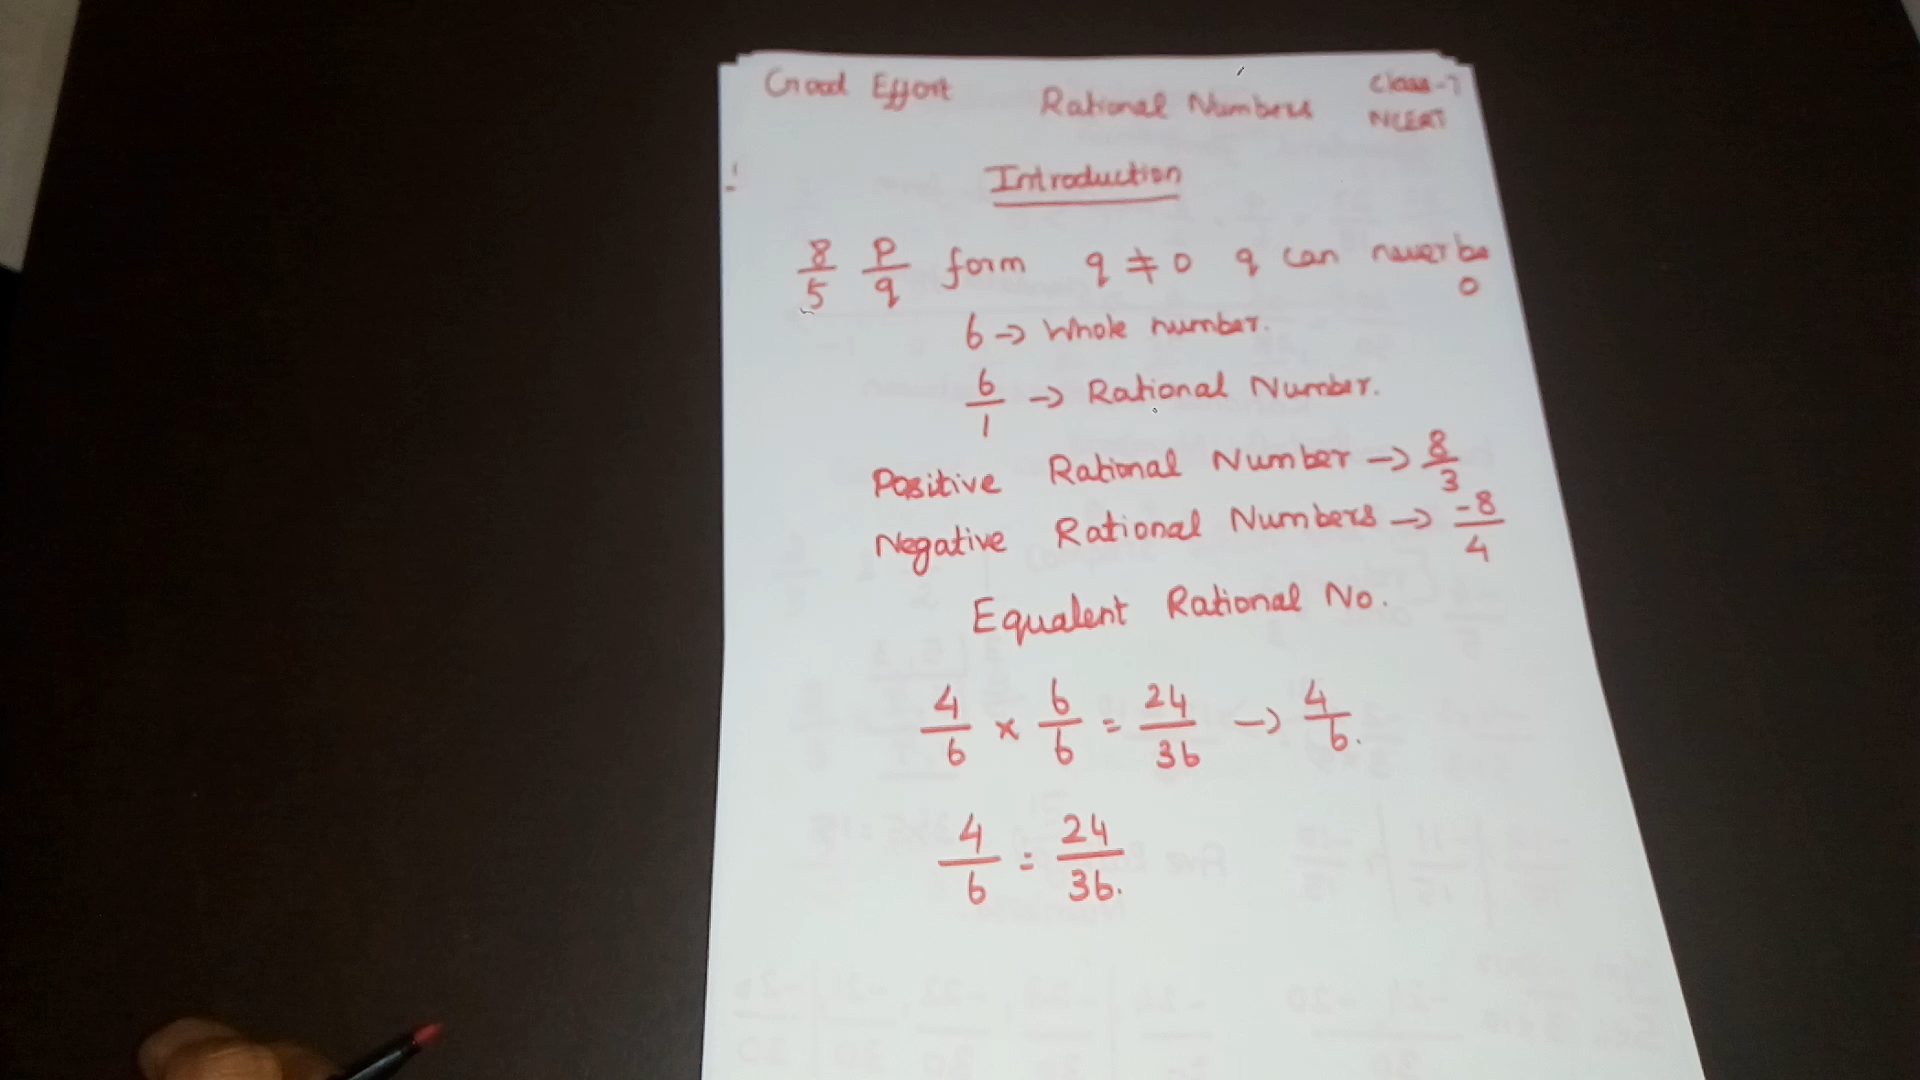 Good Effort Rational Numbers Class-7
NCERT
Introduction
8/5 p/q form q ≠ 0 q can never be
0
6 -> Whole number.
6/1 -> Rational Number.
Positive Rational Number -> 8/3
Negative Rational Numbers -> -8/4
Equalent Rational No.
4/6 × 6/6 = 24/36 -> 4/6.
4/6 = 24/36.